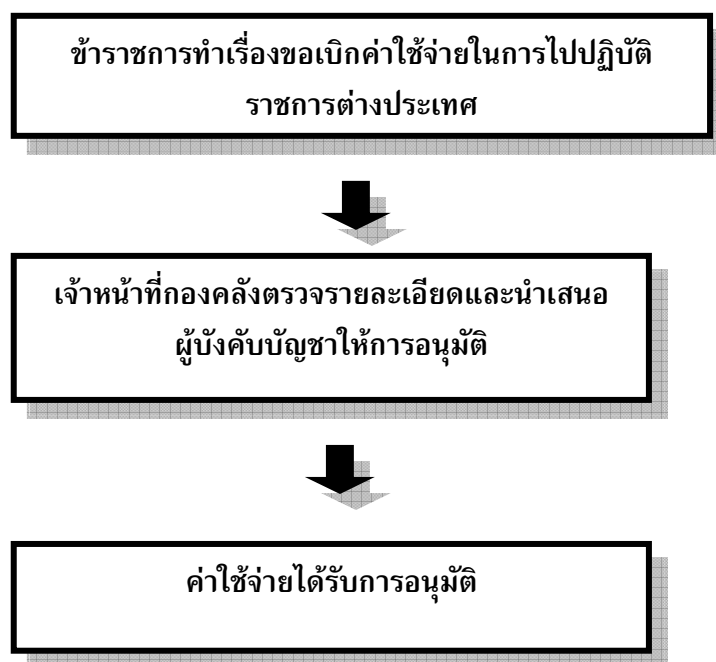 ข้าราชการทำเรื่องขอเบิกค่าใช้จ่ายในการไปปฏิบัติ
ราชการต่างประเทศ
เจ้าหน้าที่กองคลังตรวจรายละเอียดและนำเสนอ
ผู้บังคับบัญชาให้การอนุมัติ
ค่าใช้จ่ายได้รับการอนุมัติ